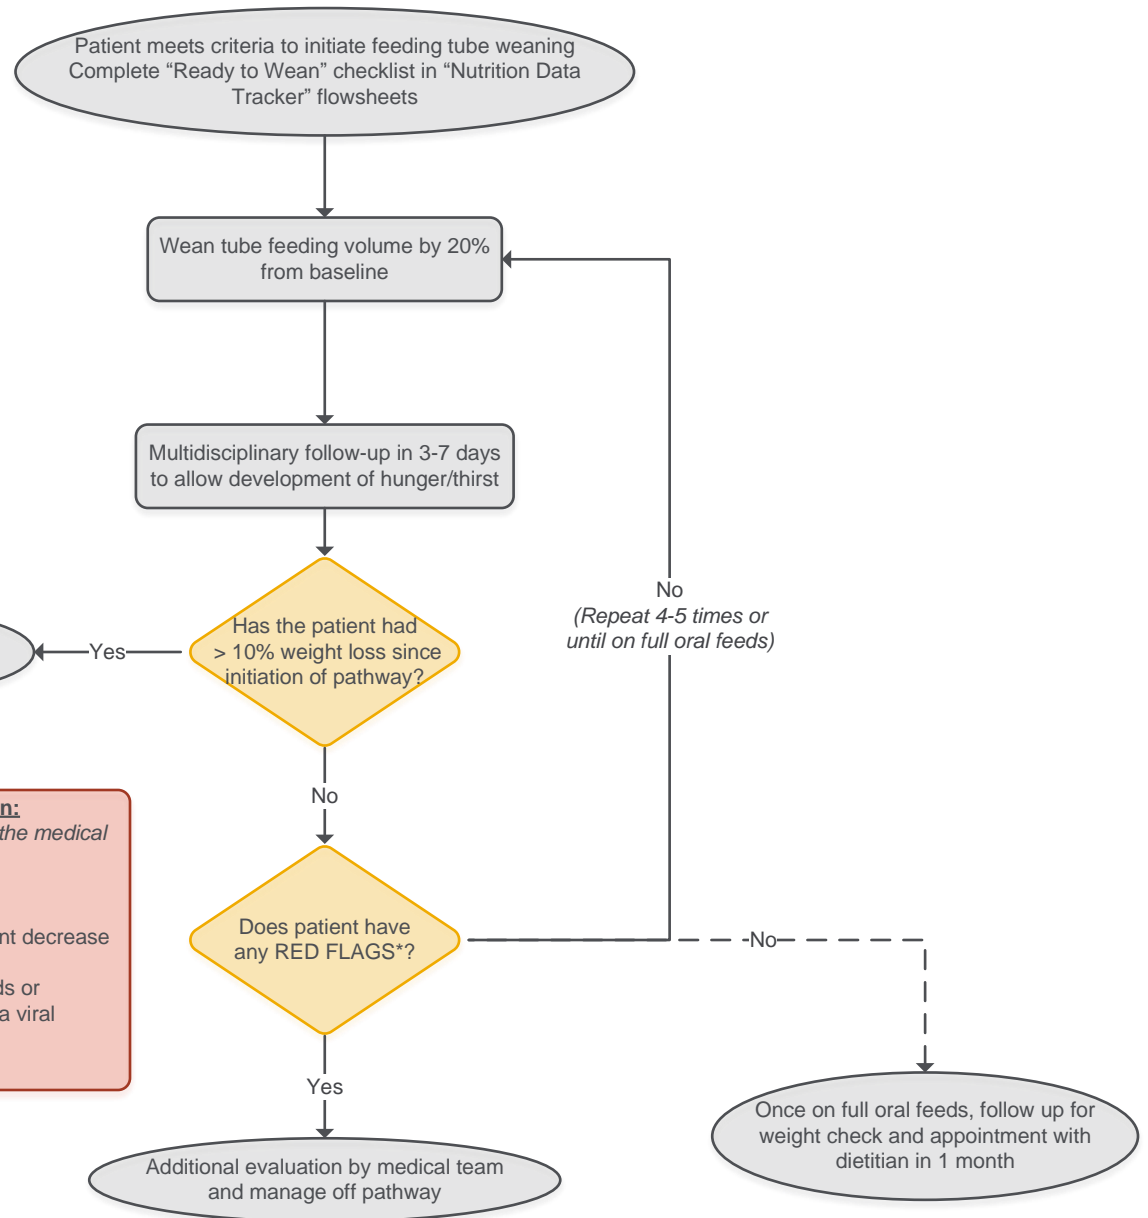 Patient meets criteria to initiate feeding tube weaning
Complete “Ready to Wean” checklist in “Nutrition Data
Tracker” flowsheets
Wean tube feeding volume by 20%
from baseline
Multidisciplinary follow-up in 3-7 days
to allow development of hunger/thirst
Has the patient had
> 10% weight loss since
initiation of pathway?
Yes
No
(Repeat 4-5 times or
until on full oral feeds)
No
n:
the medical
nt decrease
ds or
a viral
Does patient have
any RED FLAGS*?
No
Yes
Once on full oral feeds, follow up for
weight check and appointment with
dietitian in 1 month
Additional evaluation by medical team
and manage off pathway